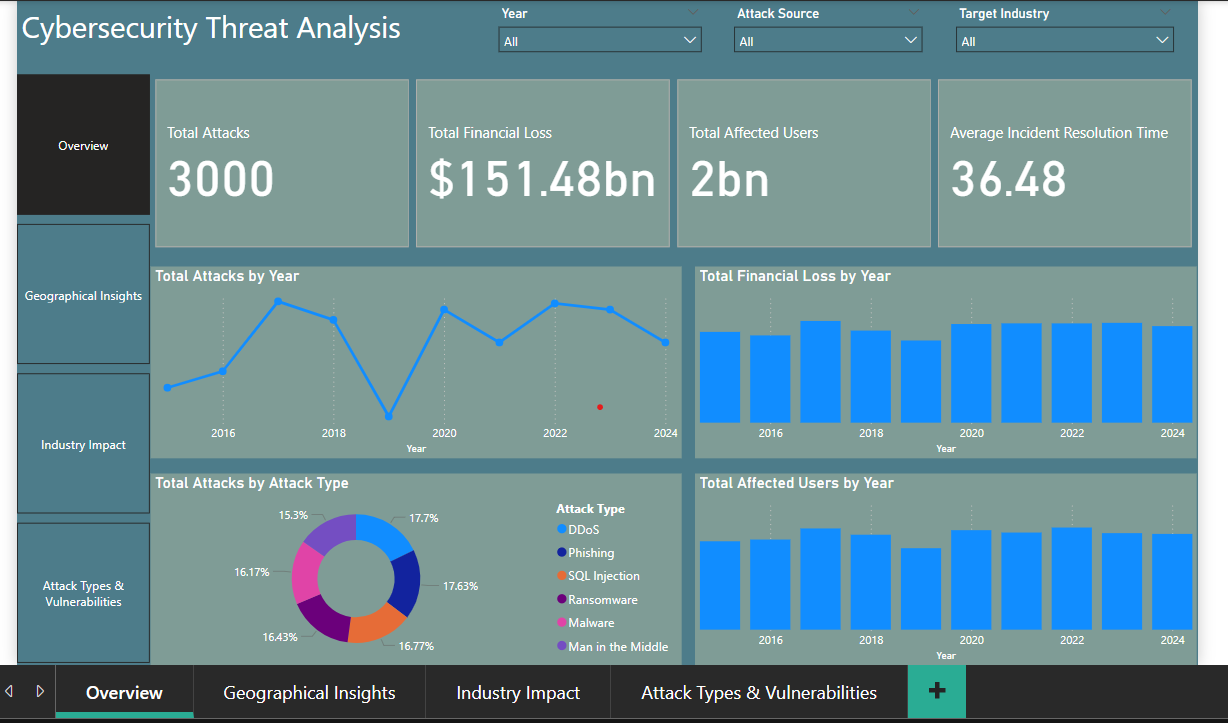 Cybersecurity Threat Analysis
Year
All
Attack Source
All
Target Industry
All
Overview
Geographical Insights
Industry Impact
Attack Types &
Vulnerabilities
Total Attacks
3000
Total Financial Loss
$151.48bn
Total Affected Users
2bn
Average Incident Resolution Time
36.48
Total Attacks by Year
2016 2018 2020 2022 2024
Year
Total Financial Loss by Year
2016 2018 2020 2022 2024
Year
Total Attacks by Attack Type
17.7%
17.63%
16.77%
16.43%
16.17%
15.3%
Attack Type
DDoS
Phishing
SQL Injection
Ransomware
Malware
Man in the Middle
Total Affected Users by Year
2016 2018 2020 2022 2024
Year
Overview Geographical Insights Industry Impact Attack Types & Vulnerabilities +